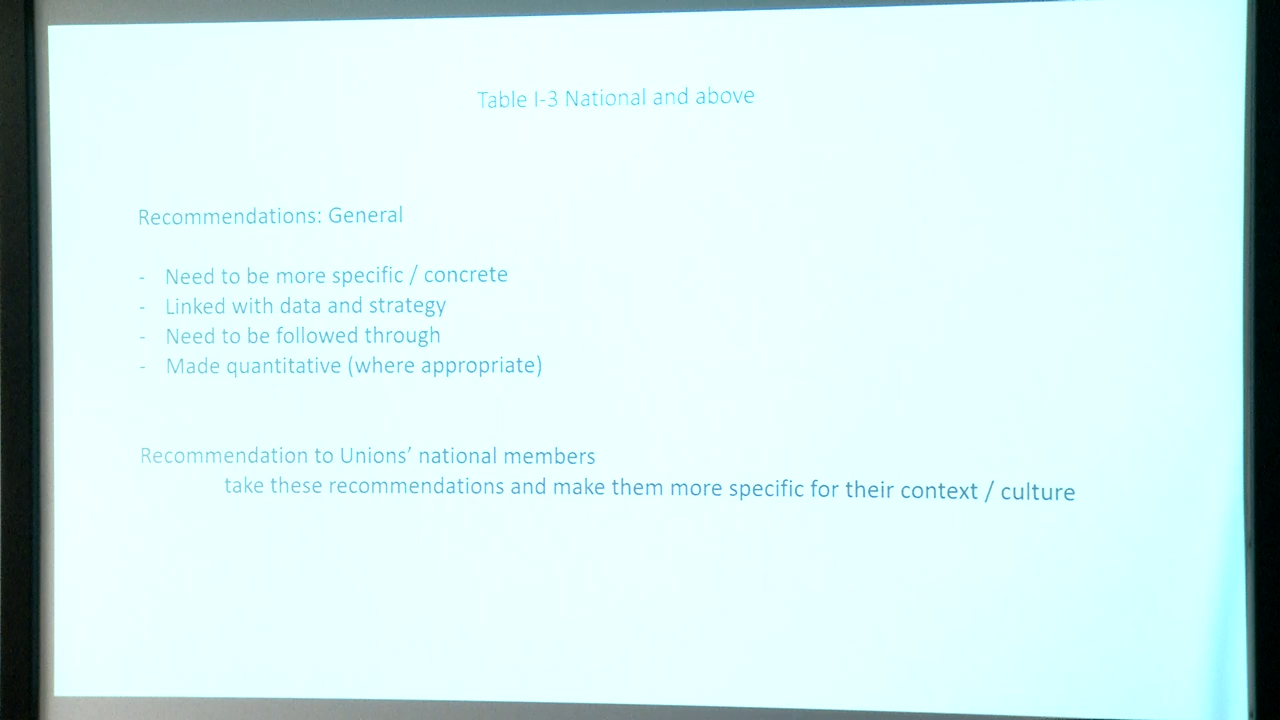 Table I-3 National and above
Recommendations: General
- Need to be more specific / concrete
- Linked with data and strategy
- Need to be followed through
- Made quantitative (where appropriate)
Recommendation to Unions’ national members
take these recommendations and make them more specific for their context / culture